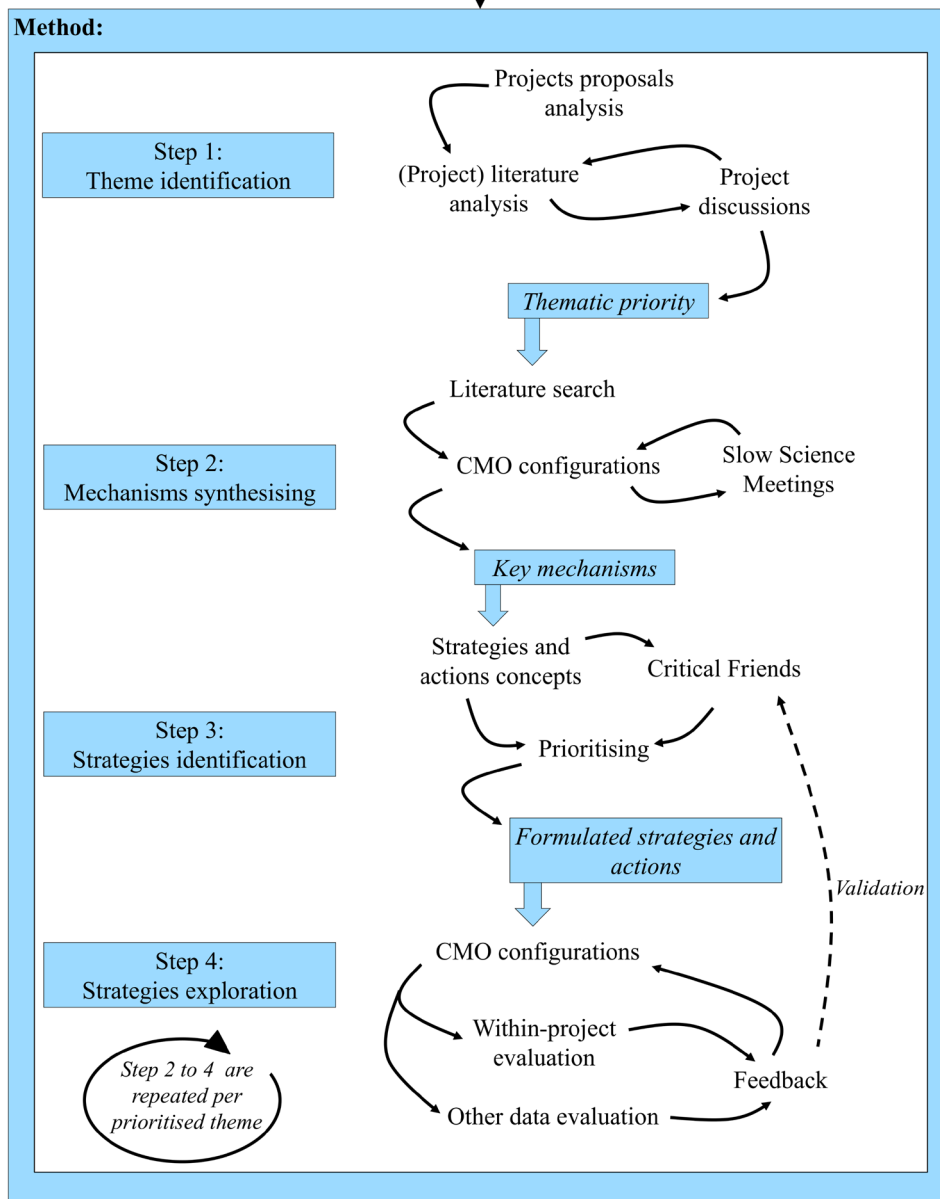 Method:
Projects proposals
analysis
Step 1:
Theme identification
(Project) literature
analysis
Project
discussions
Thematic priority
Literature search
Step 2:
Mechanisms synthesising
CMO configurations
Slow Science
Meetings
Key mechanisms
Strategies and
actions concepts
Critical Friends
Step 3:
Strategies identification
Prioritising
Formulated strategies and
actions
Validation
Step 4:
Strategies exploration
CMO configurations
Within-project
evaluation
Feedback
Other data evaluation
Step 2 to 4 are
repeated per
prioritised theme